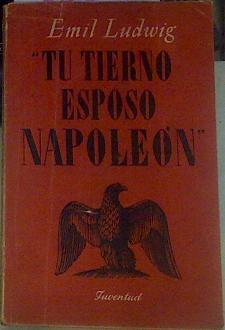 Emil Ludwig
"TU TIERNO
ESPOSO
NAPOLEÓN"
Juventud